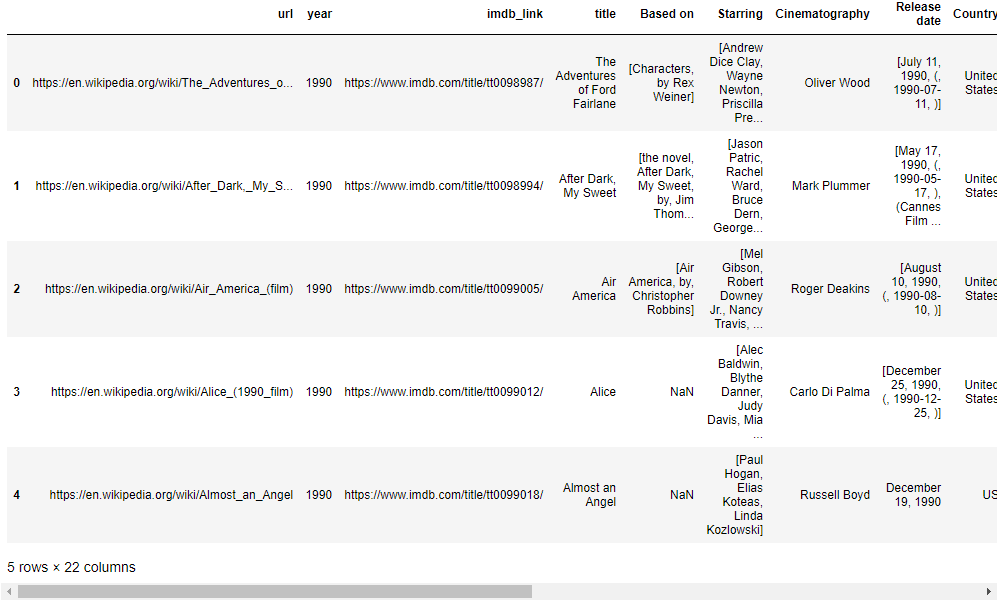 url year imdb_link title Based on Starring Cinematography Release date Country
0 https://en.wikipedia.org/wiki/The_Adventures_o... 1990 https://www.imdb.com/title/tt0098987/ The Adventures of Ford Fairlane [Characters, by Rex Weiner] [Andrew Dice Clay, Wayne Newton, Priscilla Pre... Oliver Wood [July 11, 1990, (, 1990-07-11, )] United States
1 https://en.wikipedia.org/wiki/After_Dark,_My_S... 1990 https://www.imdb.com/title/tt0098994/ After Dark, My Sweet [the novel, After Dark, My Sweet, by, Jim Thom... [Jason Patric, Rachel Ward, Bruce Dern, George... Mark Plummer [May 17, 1990, (, 1990-05-17, ), (Cannes Film ... United States
2 https://en.wikipedia.org/wiki/Air_America_(film) 1990 https://www.imdb.com/title/tt0099005/ Air America [Air America, by, Christopher Robbins] [Mel Gibson, Robert Downey Jr., Nancy Travis, ... Roger Deakins [August 10, 1990, (, 1990-08-10, )] United States
3 https://en.wikipedia.org/wiki/Alice_(1990_film) 1990 https://www.imdb.com/title/tt0099012/ Alice NaN [Alec Baldwin, Blythe Danner, Judy Davis, Mia ... Carlo Di Palma [December 25, 1990, (, 1990-12-25, )] United States
4 https://en.wikipedia.org/wiki/Almost_an_Angel 1990 https://www.imdb.com/title/tt0099018/ Almost an Angel NaN [Paul Hogan, Elias Koteas, Linda Kozlowski] Russell Boyd December 19, 1990 US
5 rows × 22 columns